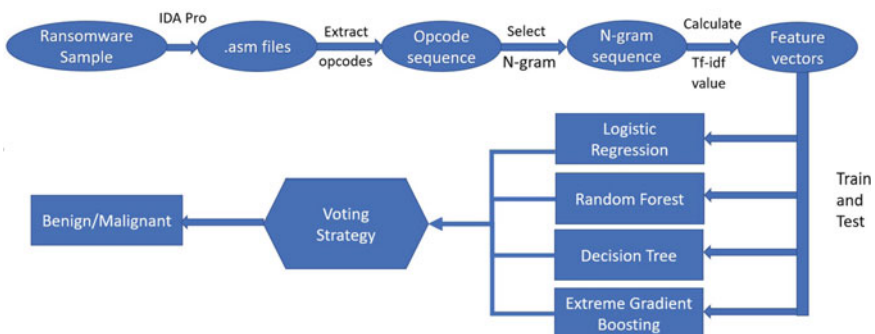 Ransomware
Sample
IDA Pro
.asm files
Extract
opcodes
Opcode
sequence
Select
N-gram
N-gram
sequence
Calculate
Tf-idf
value
Feature
vectors
Logistic
Regression
Random Forest
Decision Tree
Extreme Gradient
Boosting
Train
and
Test
Voting
Strategy
Benign/Malignant